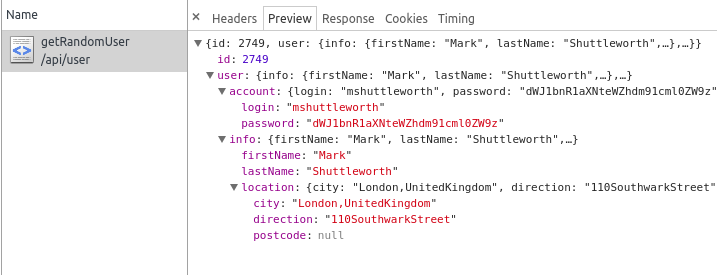 Name
getRandomUser
/api/user
× Headers Preview Response Cookies Timing
▼{id: 2749, user: {info: {firstName: "Mark", lastName: "Shuttleworth",…},…}}
id: 2749
▼user: {info: {firstName: "Mark", lastName: "Shuttleworth",…},…
▼account: {login: "mshuttleworth", password: "dWJ1bnR1aXNteWZhdm91cml0ZW9z"
login: "mshuttleworth"
password: "dWJ1bnR1aXNteWZhdm91cml0ZW9z"
▼info: {firstName: "Mark", lastName: "Shuttleworth",…}
firstName: "Mark"
lastName: "Shuttleworth"
▼location: {city: "London,UnitedKingdom", direction: "110SouthwarkStreet"
city: "London,UnitedKingdom"
direction: "110SouthwarkStreet"
postcode: null